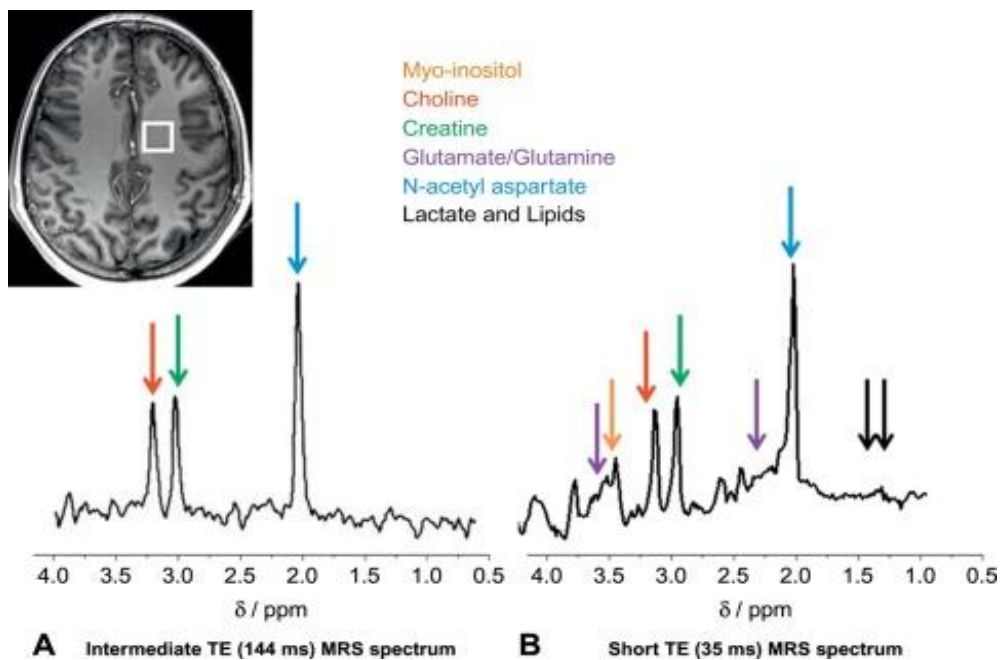 Myo-inositol
Choline
Creatine
Glutamate/Glutamine
N-acetyl aspartate
Lactate and Lipids
4.0 3.5 3.0 2.5 2.0 1.5 1.0 0.5
δ / ppm
A Intermediate TE (144 ms) MRS spectrum
4.0 3.5 3.0 2.5 2.0 1.5 1.0 0.5
δ / ppm
B Short TE (35 ms) MRS spectrum